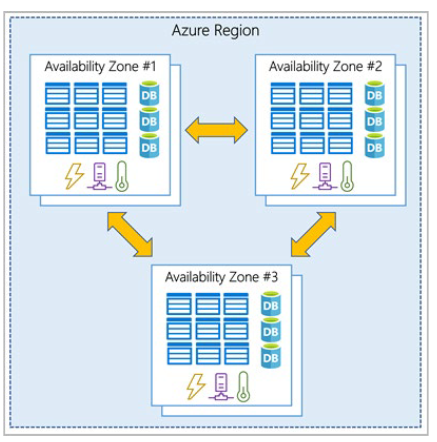 Azure Region
Availability Zone #1
DB
DB
DB
Availability Zone #2
DB
DB
DB
Availability Zone #3
DB
DB
DB